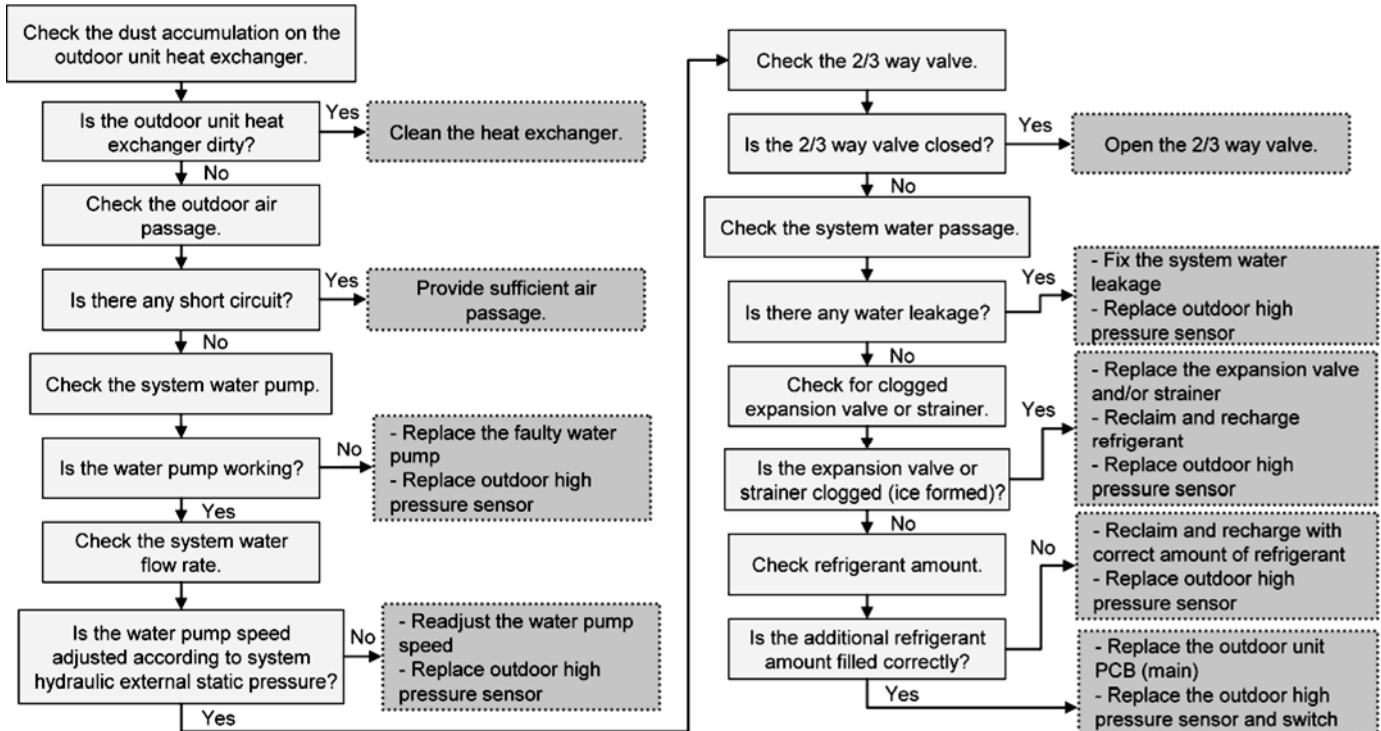 Check the dust accumulation on the
outdoor unit heat exchanger.
Is the outdoor unit heat
exchanger dirty?
Yes
Clean the heat exchanger.
No
Check the outdoor air
passage.
Is there any short circuit?
Yes
Provide sufficient air
passage.
No
Check the system water pump.
Is the water pump working?
No
- Replace the faulty water
pump
- Replace outdoor high
pressure sensor
Yes
Check the system water
flow rate.
Is the water pump speed
adjusted according to system
hydraulic external static pressure?
No
- Readjust the water pump
speed
- Replace outdoor high
pressure sensor
Yes
Check the 2/3 way valve.
Is the 2/3 way valve closed?
Yes
Open the 2/3 way valve.
No
Check the system water passage.
Is there any water leakage?
Yes
- Fix the system water
leakage
- Replace outdoor high
pressure sensor
No
Check for clogged
expansion valve or strainer.
Is the expansion valve or
strainer clogged (ice formed)?
Yes
- Replace the expansion valve
and/or strainer
- Reclaim and recharge
refrigerant
- Replace outdoor high
pressure sensor
No
Check refrigerant amount.
Is the additional refrigerant
amount filled correctly?
No
- Reclaim and recharge with
correct amount of refrigerant
- Replace outdoor high
pressure sensor
Yes
- Replace the outdoor unit
PCB (main)
- Replace the outdoor high
pressure sensor and switch